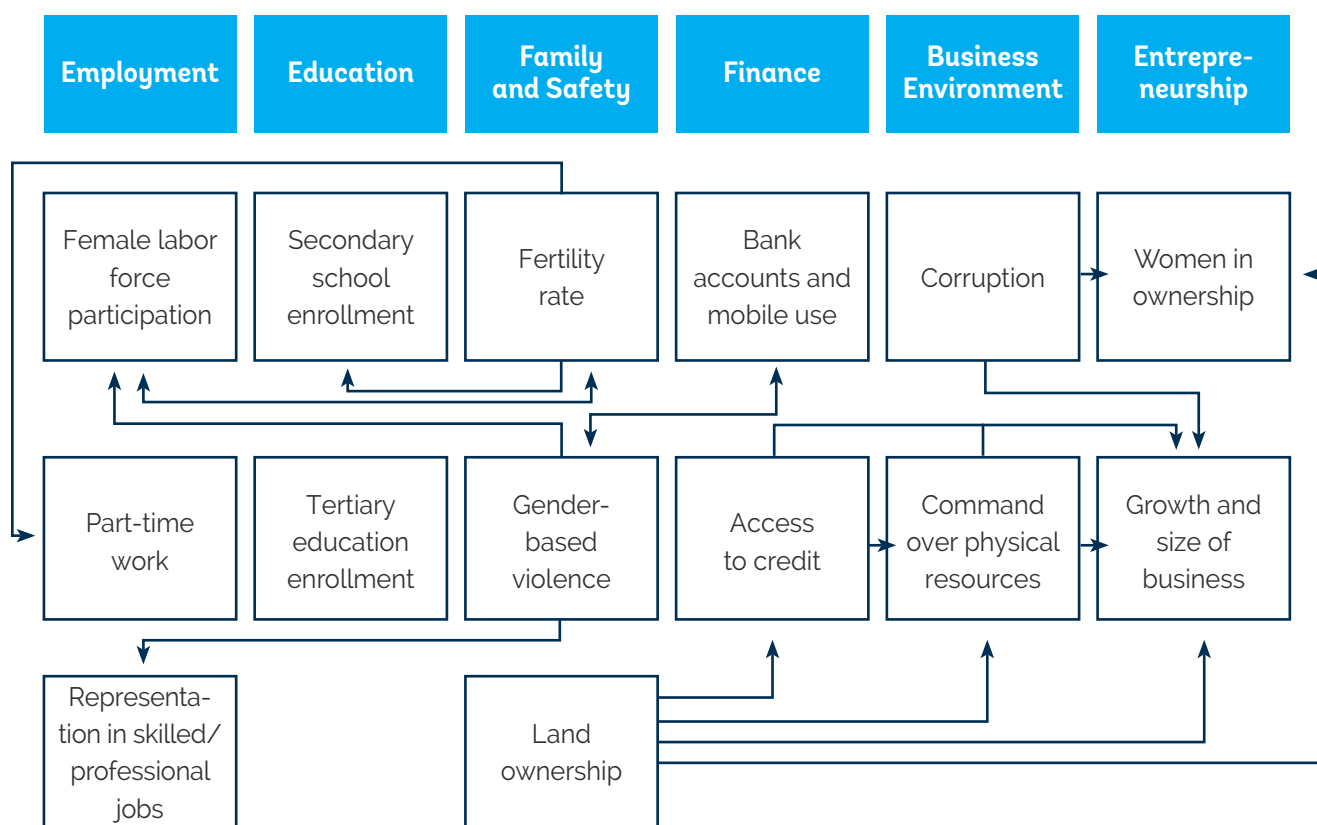 Employment
Education
Family
and Safety
Finance
Business
Environment
Entrepre-
neurship
Female labor
force
participation
Secondary
school
enrollment
Fertility
rate
Bank
accounts and
mobile use
Corruption
Women in
ownership
Part-time
work
Tertiary
education
enrollment
Gender-
based
violence
Access
to credit
Command
over physical
resources
Growth and
size of
business
Representa-
tion in skilled/
professional
jobs
Land
ownership